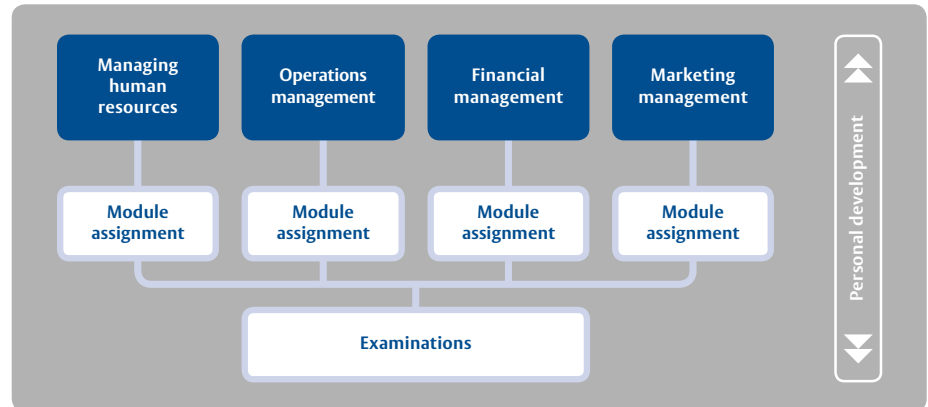 Managing
human
resources
Operations
management
Financial
management
Marketing
management
Module
assignment
Module
assignment
Module
assignment
Module
assignment
Examinations
Personal development